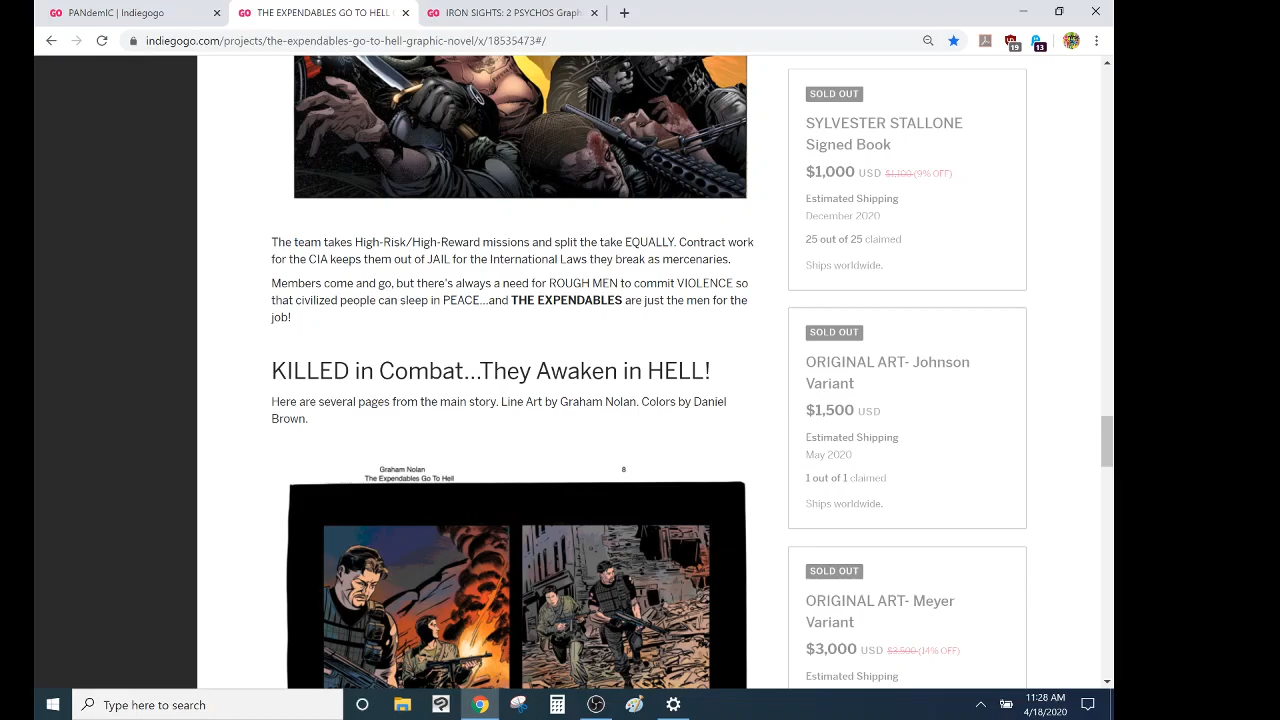 PANdemIC | Indiegogo
THE EXPENDABLES GO TO HELL
IRON SIGHTS: 2 PSYCHOS Graph
indiegogo.com/projects/the-expendables-go-to-hell-graphic-novel/x/18535473#/
19
13
The team takes High-Risk/High-Reward missions and split the take EQUALLY. Contract work
for the CIA keeps them out of JAIL for the International Laws they break as mercenaries.
Members come and go, but there's always a need for ROUGH MEN to commit VIOLENCE so
that civilized people can sleep in PEACE...and THE EXPENDABLES are just the men for the
job!
KILLED in Combat...They Awaken in HELL!
Here are several pages from the main story. Line Art by Graham Nolan. Colors by Daniel
Brown.
Graham Nolan 8
The Expendables Go To Hell
SOLD OUT
SYLVESTER STALLONE
Signed Book
$1,000 USD $1,100 (9% OFF)
Estimated Shipping
December 2020
25 out of 25 claimed
Ships worldwide.
SOLD OUT
ORIGINAL ART- Johnson
Variant
$1,500 USD
Estimated Shipping
May 2020
1 out of 1 claimed
Ships worldwide.
SOLD OUT
ORIGINAL ART- Meyer
Variant
$3,000 USD $3,500 (14% OFF)
Estimated Shipping
Type here to search
11:28 AM
4/18/2020